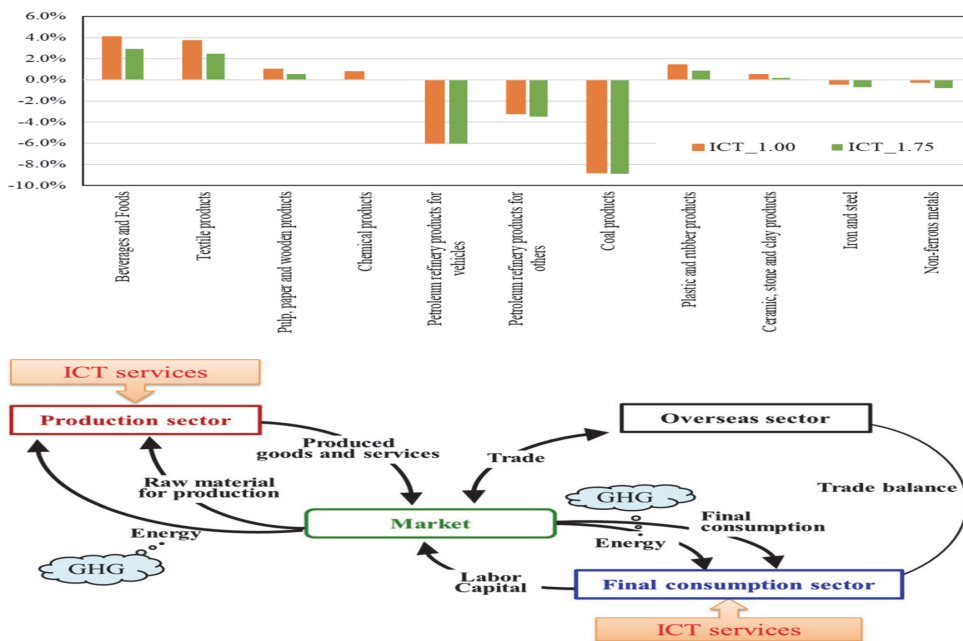 6.0%
4.0%
2.0%
0.0%
-2.0%
-4.0%
-6.0%
-8.0%
-10.0%
ICT_1.00
ICT_1.75
Beverages and Foods
Textile products
Pulp, paper and wooden products
Chemical products
Petroleum refinery products for
vehicles
Petroleum refinery products for
others
Coal products
Plastic and rubber products
Ceramic, stone and clay products
Iron and steel
Non-ferrous metals
ICT services
Production sector
Overseas sector
Produced
goods and services
Trade
Raw material
for production
GHG
Trade balance
Market
Final
consumption
Energy
Energy
GHG
Labor
Capital
Final consumption sector
ICT services